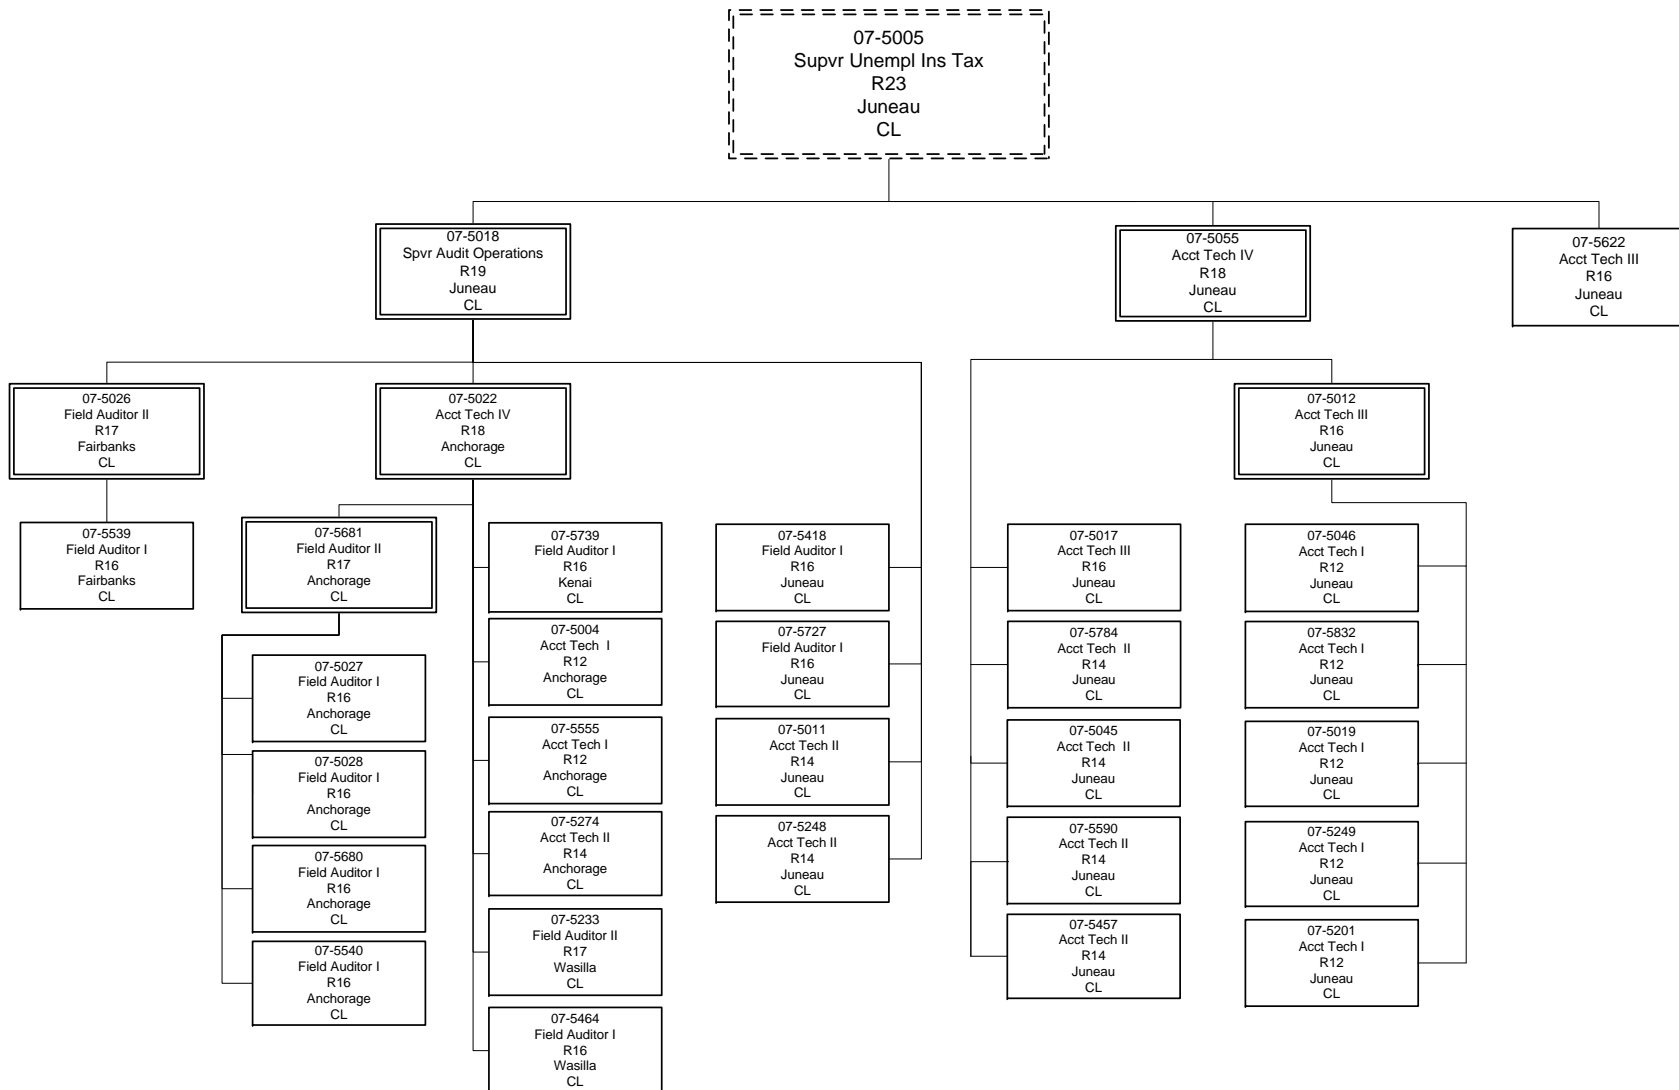 07-5005
Supvr Unempl Ins Tax
R23
Juneau
CL
07-5018
Spvr Audit Operations
R19
Juneau
CL
07-5055
Acct Tech IV
R18
Juneau
CL
07-5622
Acct Tech III
R16
Juneau
CL
07-5026
Field Auditor II
R17
Fairbanks
CL
07-5022
Acct Tech IV
R18
Anchorage
CL
07-5012
Acct Tech III
R16
Juneau
CL
07-5539
Field Auditor I
R16
Fairbanks
CL
07-5681
Field Auditor II
R17
Anchorage
CL
07-5027
Field Auditor I
R16
Anchorage
CL
07-5028
Field Auditor I
R16
Anchorage
CL
07-5680
Field Auditor I
R16
Anchorage
CL
07-5540
Field Auditor I
R16
Anchorage
CL
07-5739
Field Auditor I
R16
Kenai
CL
07-5004
Acct Tech I
R12
Anchorage
CL
07-5555
Acct Tech I
R12
Anchorage
CL
07-5274
Acct Tech II
R14
Anchorage
CL
07-5233
Field Auditor II
R17
Wasilla
CL
07-5464
Field Auditor I
R16
Wasilla
CL
07-5418
Field Auditor I
R16
Juneau
CL
07-5727
Field Auditor I
R16
Juneau
CL
07-5011
Acct Tech II
R14
Juneau
CL
07-5248
Acct Tech II
R14
Juneau
CL
07-5017
Acct Tech III
R16
Juneau
CL
07-5784
Acct Tech II
R14
Juneau
CL
07-5045
Acct Tech II
R14
Juneau
CL
07-5590
Acct Tech II
R14
Juneau
CL
07-5457
Acct Tech II
R14
Juneau
CL
07-5046
Acct Tech I
R12
Juneau
CL
07-5832
Acct Tech I
R12
Juneau
CL
07-5019
Acct Tech I
R12
Juneau
CL
07-5249
Acct Tech I
R12
Juneau
CL
07-5201
Acct Tech I
R12
Juneau
CL